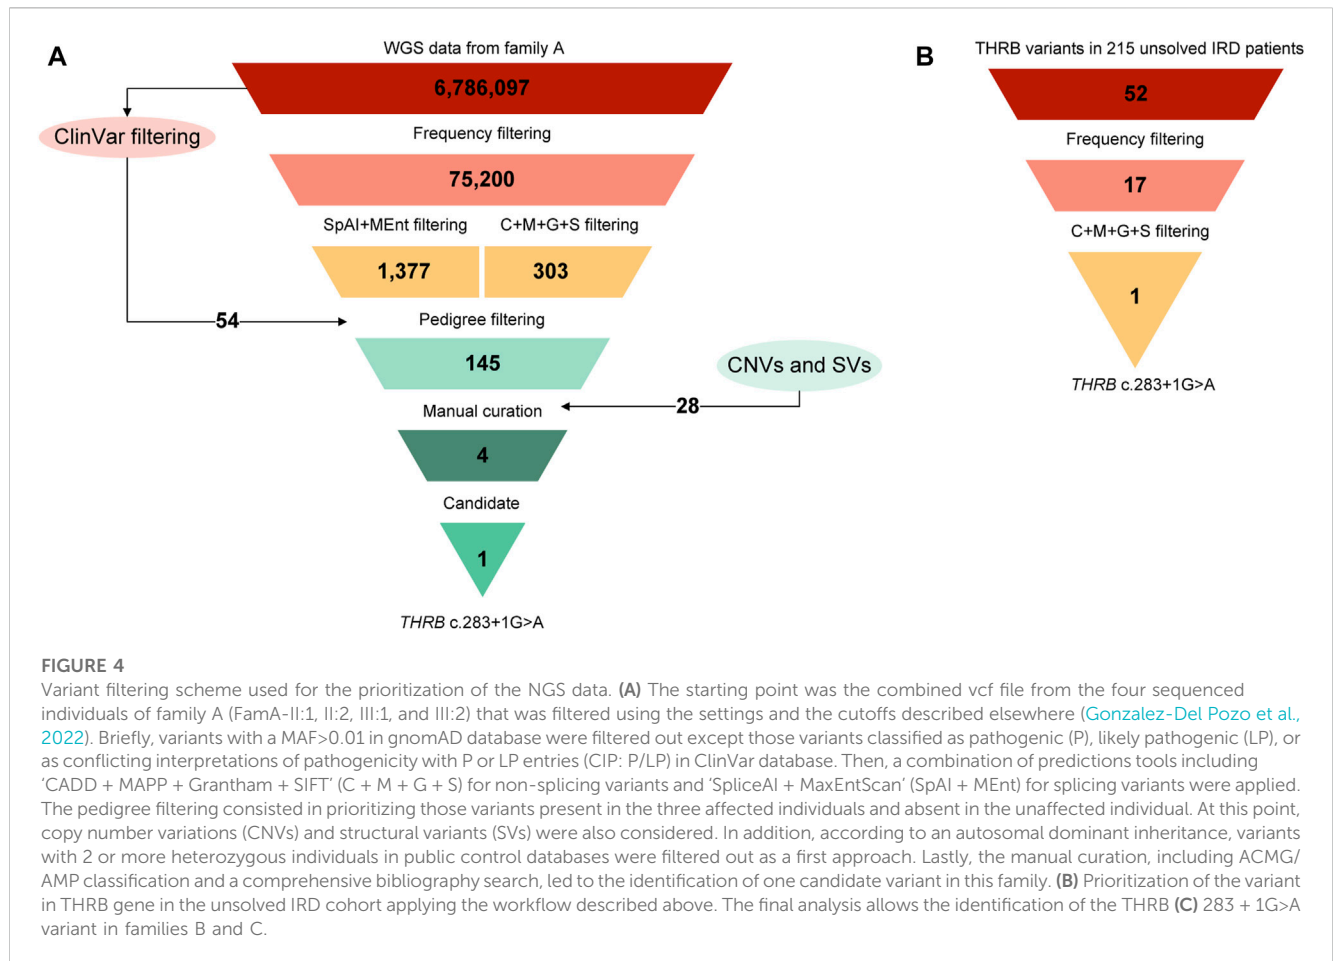 A
WGS data from family A
6,786,097
ClinVar filtering
Frequency filtering
75,200
SpAI+MEnt filtering
C+M+G+S filtering
1,377
303
54
Pedigree filtering
145
CNVs and SVs
28
Manual curation
4
Candidate
1
THRB c.283+1G>A
B
THRB variants in 215 unsolved IRD patients
52
Frequency filtering
17
C+M+G+S filtering
1
THRB c.283+1G>A
FIGURE 4
Variant filtering scheme used for the prioritization of the NGS data. (A) The starting point was the combined vcf file from the four sequenced
individuals of family A (FamA-II:1, II:2, III:1, and III:2) that was filtered using the settings and the cutoffs described elsewhere (Gonzalez-Del Pozo et al.,
2022). Briefly, variants with a MAF>0.01 in gnomAD database were filtered out except those variants classified as pathogenic (P), likely pathogenic (LP), or
as conflicting interpretations of pathogenicity with P or LP entries (CIP: P/LP) in ClinVar database. Then, a combination of predictions tools including
‘CADD + MAPP + Grantham + SIFT’ (C + M + G + S) for non-splicing variants and ‘SpliceAI + MaxEntScan’ (SpAI + MEnt) for splicing variants were applied.
The pedigree filtering consisted in prioritizing those variants present in the three affected individuals and absent in the unaffected individual. At this point,
copy number variations (CNVs) and structural variants (SVs) were also considered. In addition, according to an autosomal dominant inheritance, variants
with 2 or more heterozygous individuals in public control databases were filtered out as a first approach. Lastly, the manual curation, including ACMG/
AMP classification and a comprehensive bibliography search, led to the identification of one candidate variant in this family. (B) Prioritization of the variant
in THRB gene in the unsolved IRD cohort applying the workflow described above. The final analysis allows the identification of the THRB (C) 283 + 1G>A
variant in families B and C.